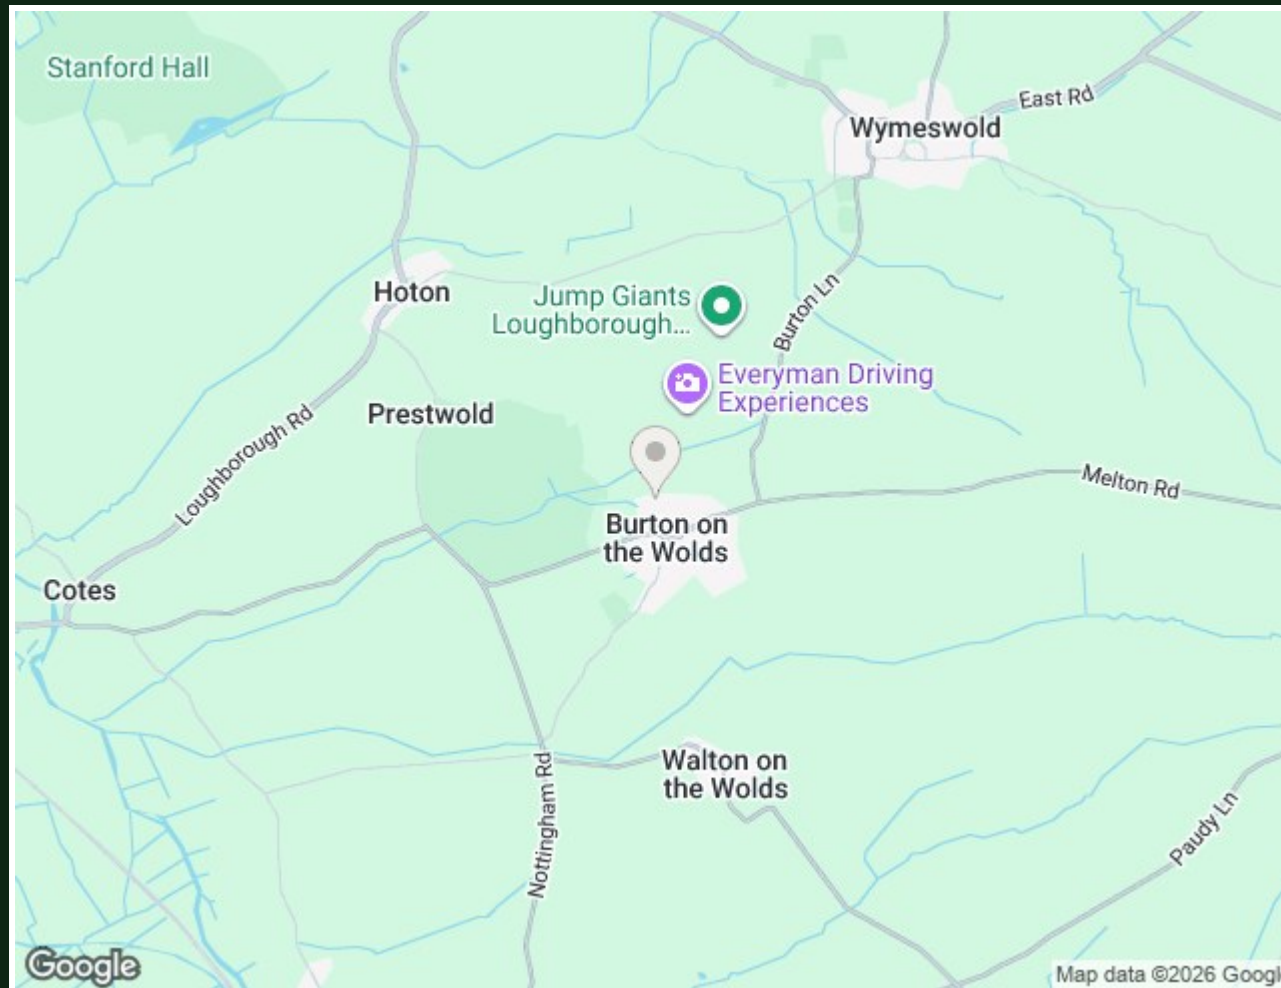 Stanford Hall
East Rd
Wymeswold
Hoton
Jump Giants
Loughborough...
Burton Ln
Everyman Driving
Experiences
Prestwold
Loughborough Rd
Melton Rd
Burton on
the Wolds
Cotes
Walton on
the Wolds
Nottingham Rd
Paudy Ln
Google
Map data ©2026 Google